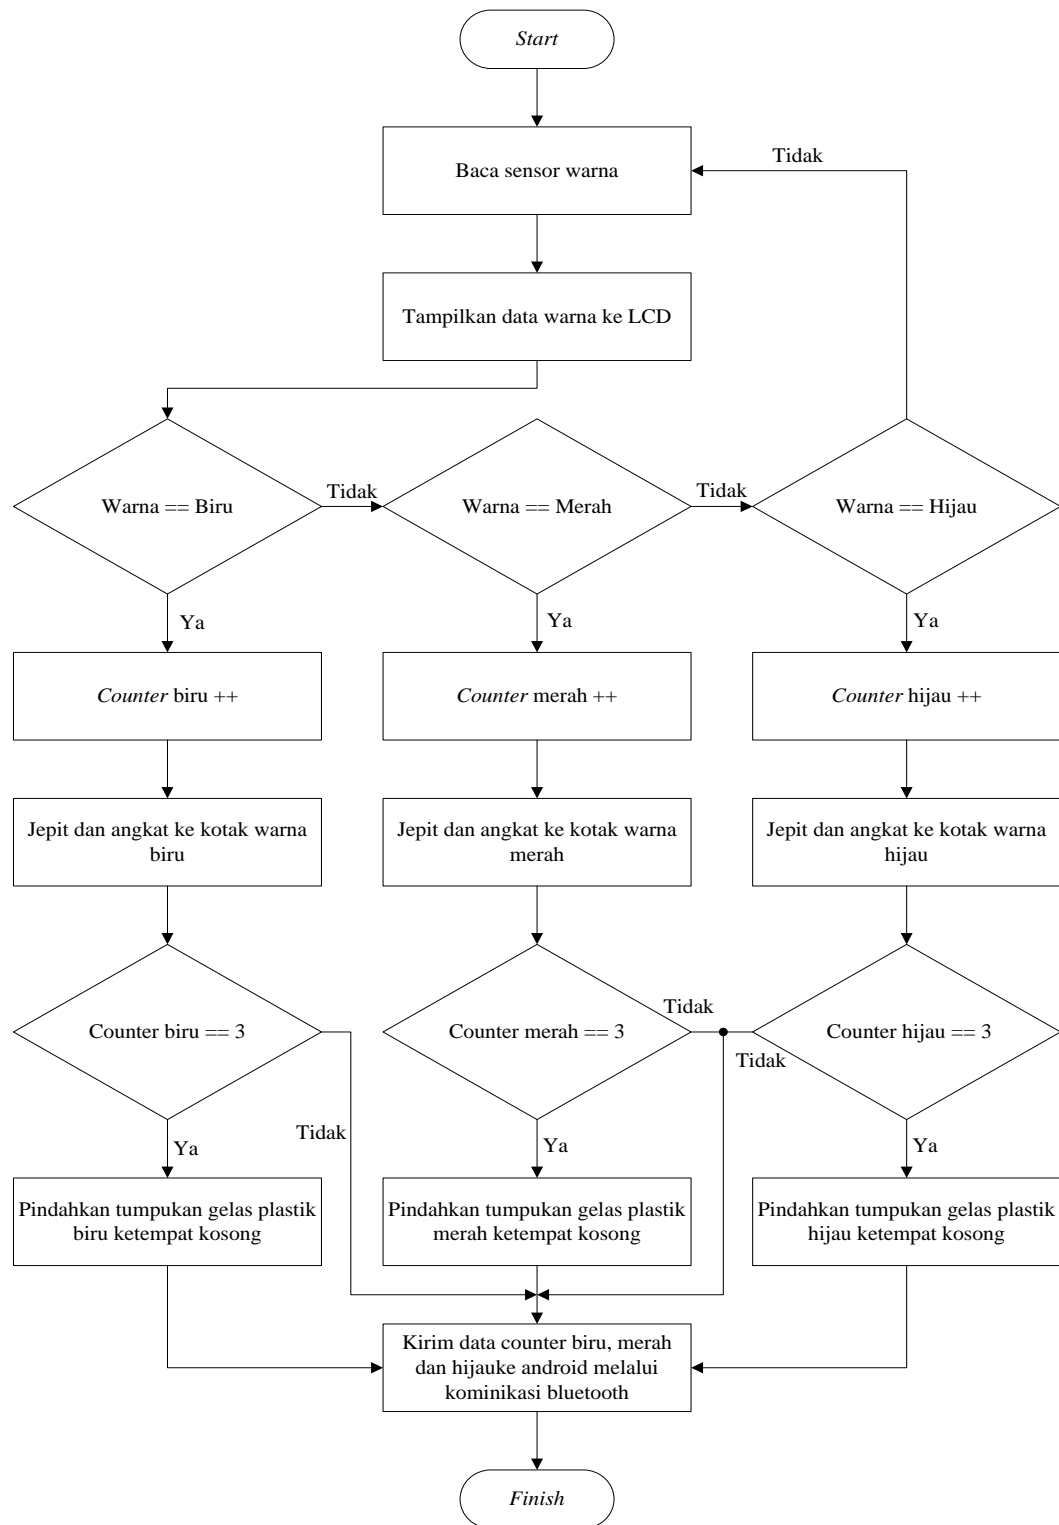 Start
Baca sensor warna
Tidak
Tampilkan data warna ke LCD
Warna == Biru
Tidak
Warna == Merah
Tidak
Warna == Hijau
Ya
Ya
Ya
Counter biru ++
Counter merah ++
Counter hijau ++
Jepit dan angkat ke kotak warna
biru
Jepit dan angkat ke kotak warna
merah
Jepit dan angkat ke kotak warna
hijau
Counter biru == 3
Counter merah == 3
Tidak
Tidak
Counter hijau == 3
Ya
Tidak
Ya
Ya
Pindahkan tumpukan gelas plastik
biru ketempat kosong
Pindahkan tumpukan gelas plastik
merah ketempat kosong
Pindahkan tumpukan gelas plastik
hijau ketempat kosong
Kirim data counter biru, merah
dan hijauke android melalui
kominikasi bluetooth
Finish